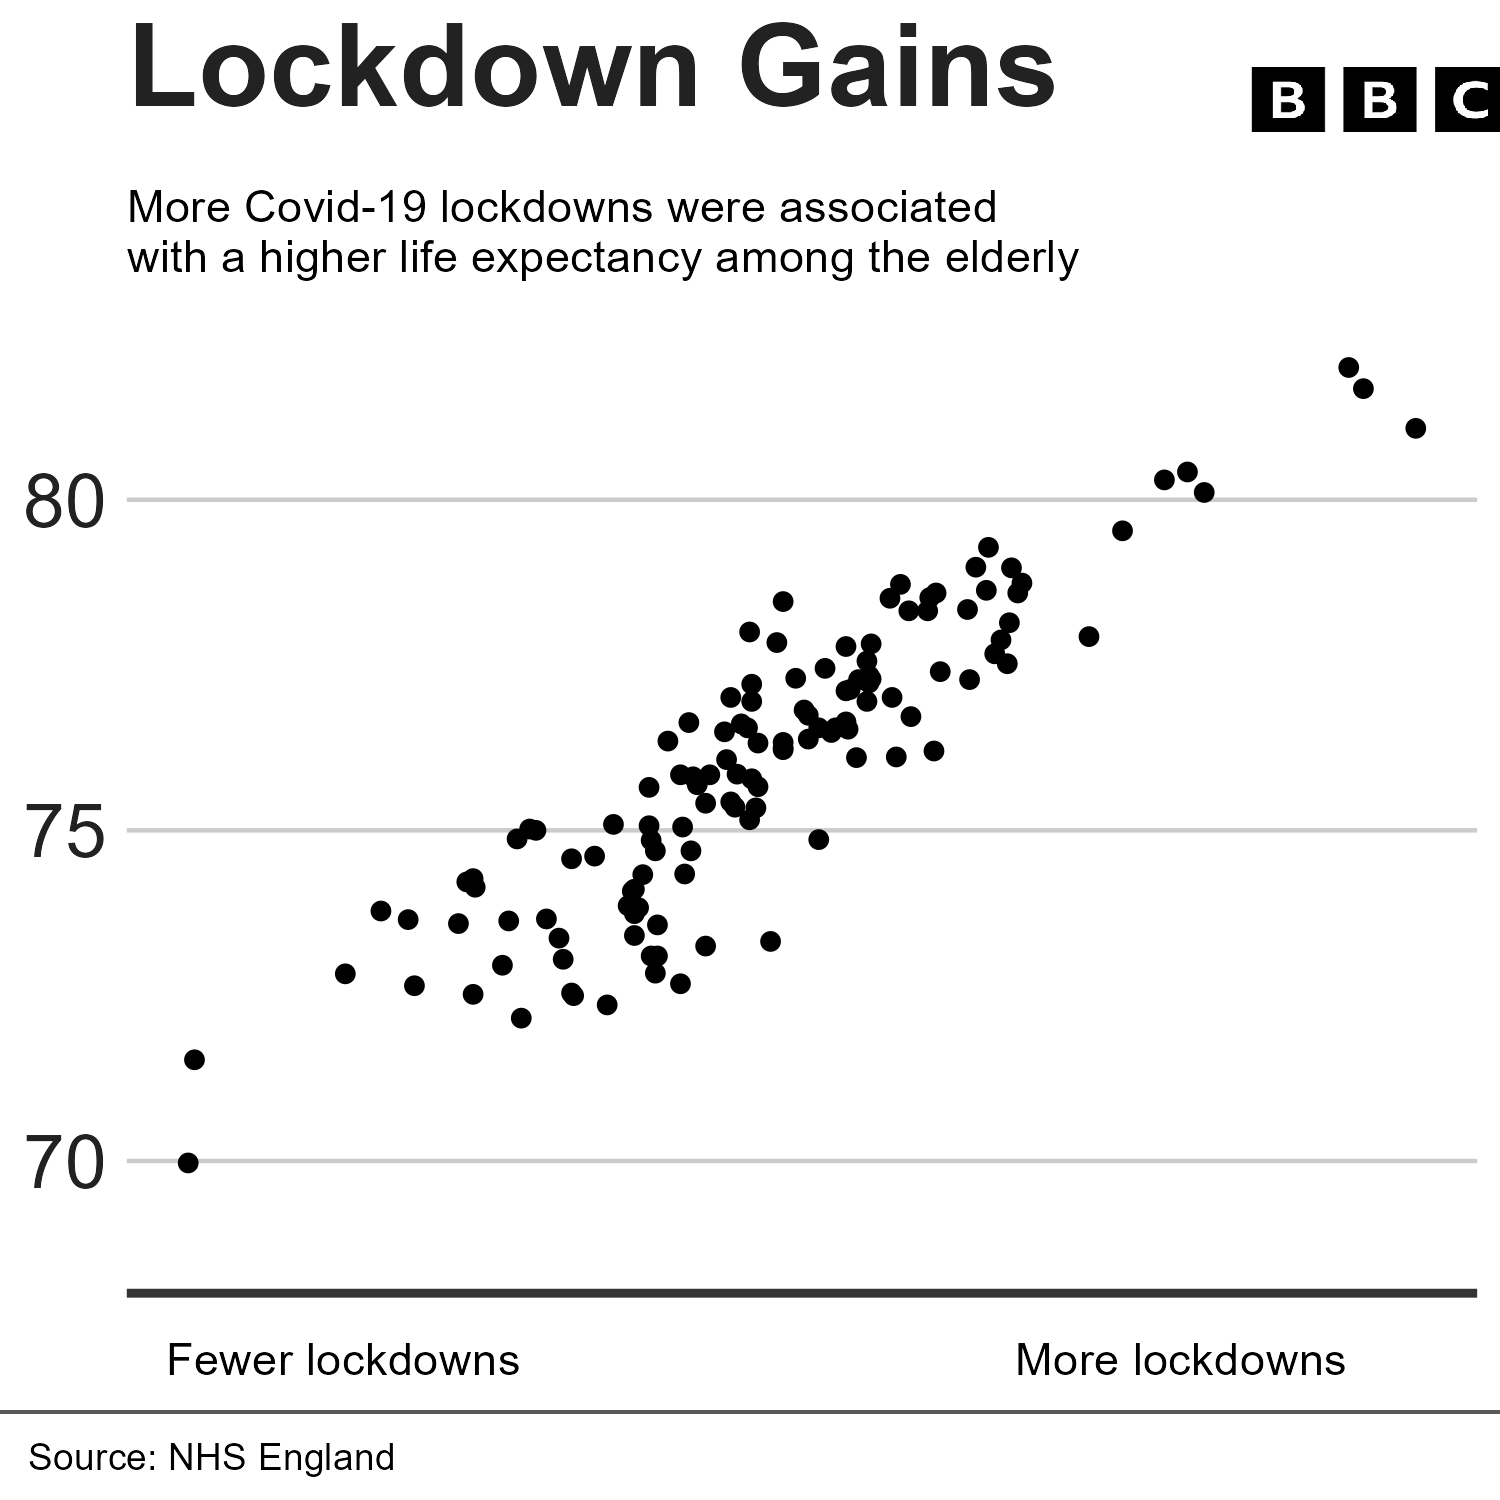 Lockdown Gains
BBC
More Covid-19 lockdowns were associated
with a higher life expectancy among the elderly
80
75
70
Fewer lockdowns
More lockdowns
Source: NHS England